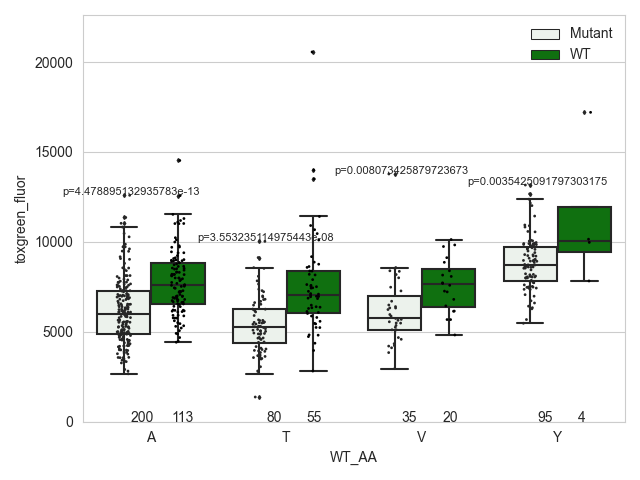 Mutant
WT
20000
15000
10000
5000
0
toxgreen_fluor
p=4.478895132935783e-13
p=3.553235114975443e-08
p=0.008073425879723673
p=0.0035425091797303175
200 113 80 55 35 20 95 4
A T V Y
WT_AA